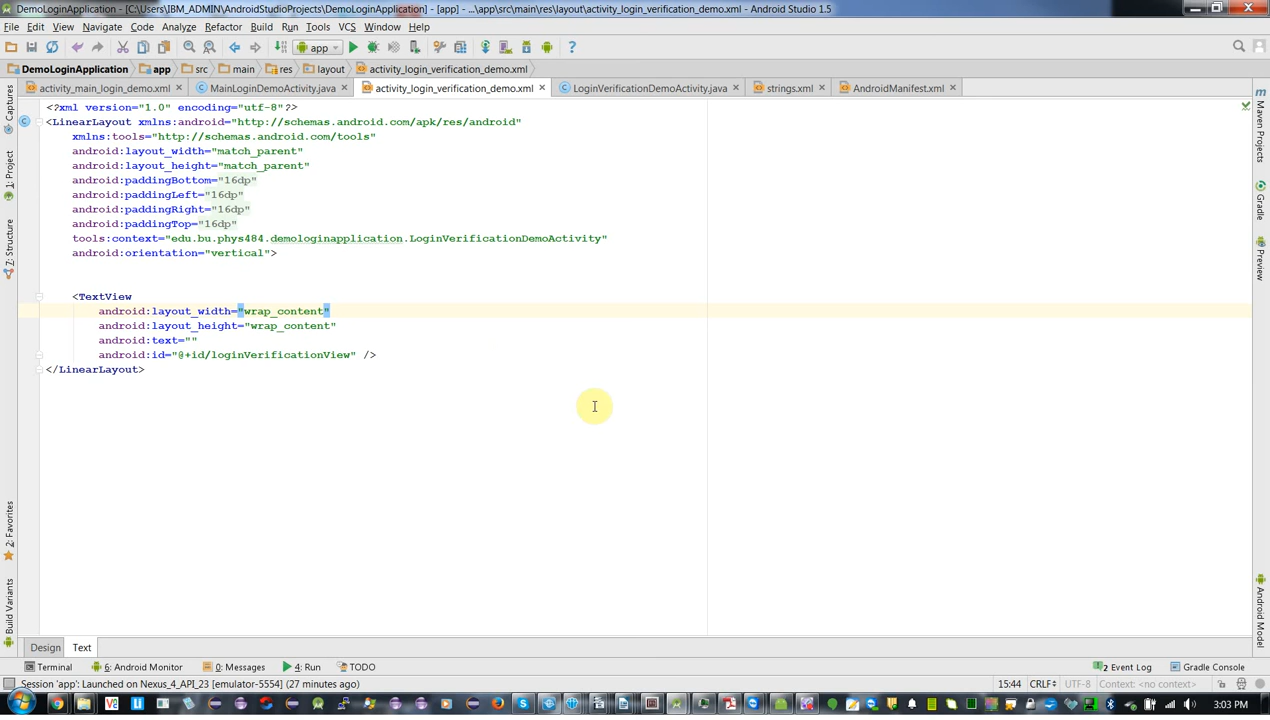 DemoLoginApplication - [C:\Users\IBM_ADMIN\AndroidStudioProjects\DemoLoginApplication] - [app] - ...\app\src\main\res\layout\activity_login_verification_demo.xml - Android Studio 1.5
File Edit View Navigate Code Analyze Refactor Build Run Tools VCS Window Help
app
DemoLoginApplication app src main res layout activity_login_verification_demo.xml
activity_main_login_demo.xml MainLoginDemoActivity.java activity_login_verification_demo.xml LoginVerificationDemoActivity.java strings.xml AndroidManifest.xml
Captures
1: Project
7: Structure
2: Favorites
Build Variants
<?xml version="1.0" encoding="utf-8"?>
<LinearLayout xmlns:android="http://schemas.android.com/apk/res/android"
xmlns:tools="http://schemas.android.com/tools"
android:layout_width="match_parent"
android:layout_height="match_parent"
android:paddingBottom="16dp"
android:paddingLeft="16dp"
android:paddingRight="16dp"
android:paddingTop="16dp"
tools:context="edu.bu.phys484.demologinapplication.LoginVerificationDemoActivity"
android:orientation="vertical">
<TextView
android:layout_width="wrap_content"
android:layout_height="wrap_content"
android:text=""
android:id="@+id/loginVerificationView" />
</LinearLayout>
Maven Projects
Gradle
Preview
Android Model
Design Text
Terminal 6: Android Monitor 0: Messages 4: Run TODO 2 Event Log Gradle Console
Session 'app': Launched on Nexus_4_API_23 [emulator-5554] (27 minutes ago) 15:44 CRLF UTF-8 Context: <no context>
3:03 PM